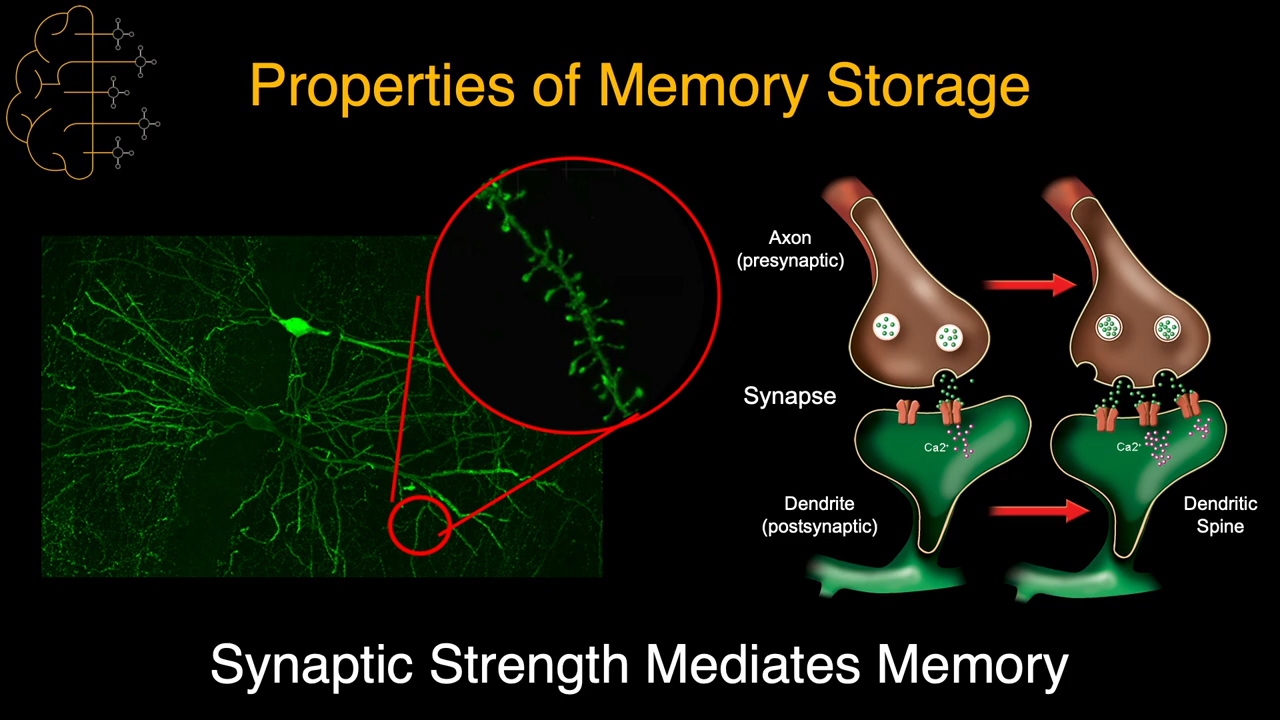 Properties of Memory Storage
Axon
(presynaptic)
Synapse
Ca2+
Ca2+
Dendrite
(postsynaptic)
Dendritic
Spine
Synaptic Strength Mediates Memory